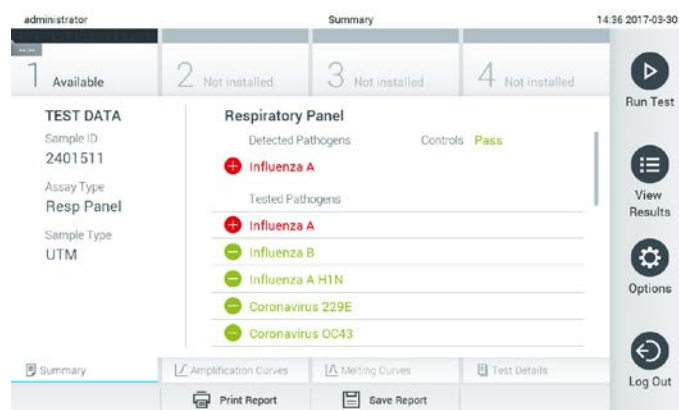 administrator Summary 14:36 2017-03-30
1 Available 2 Not installed 3 Not installed 4 Not installed
Run Test
View
Results
Options
Log Out
TEST DATA
Sample ID
2401511
Assay Type
Resp Panel
Sample Type
UTM
Respiratory Panel
Detected Pathogens Controls Pass
Influenza A
Tested Pathogens
Influenza A
Influenza B
Influenza A H1N
Coronavirus 229E
Coronavirus OC43
Summary Amplification Curves Melting Curves Test Details
Print Report Save Report